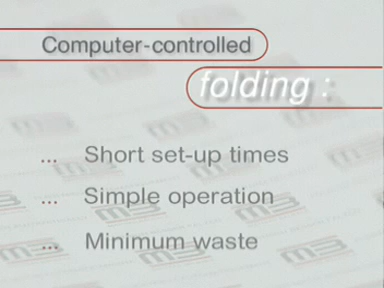 Computer-controlled
folding :
... Short set-up times
... Simple operation
... Minimum waste